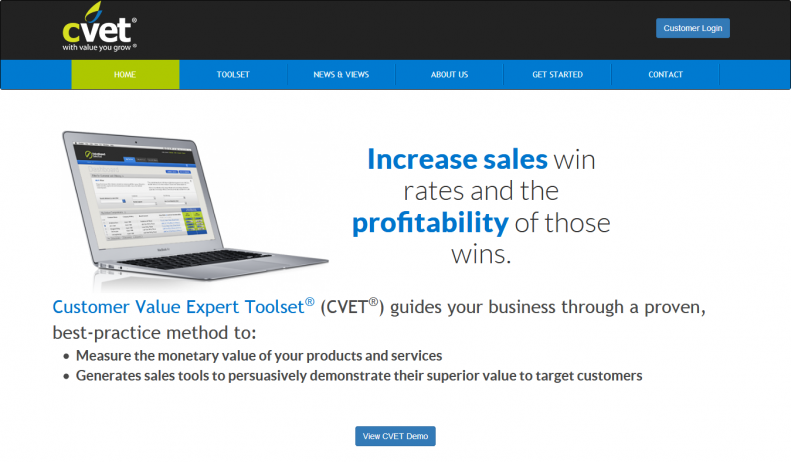 cvet®
with value you grow®
Customer Login
HOME
TOOLSET
NEWS & VIEWS
ABOUT US
GET STARTED
CONTACT
Increase sales win
rates and the
profitability of those
wins.
Customer Value Expert Toolset® (CVET®) guides your business through a proven,
best-practice method to:
• Measure the monetary value of your products and services
• Generates sales tools to persuasively demonstrate their superior value to target customers
View CVET Demo